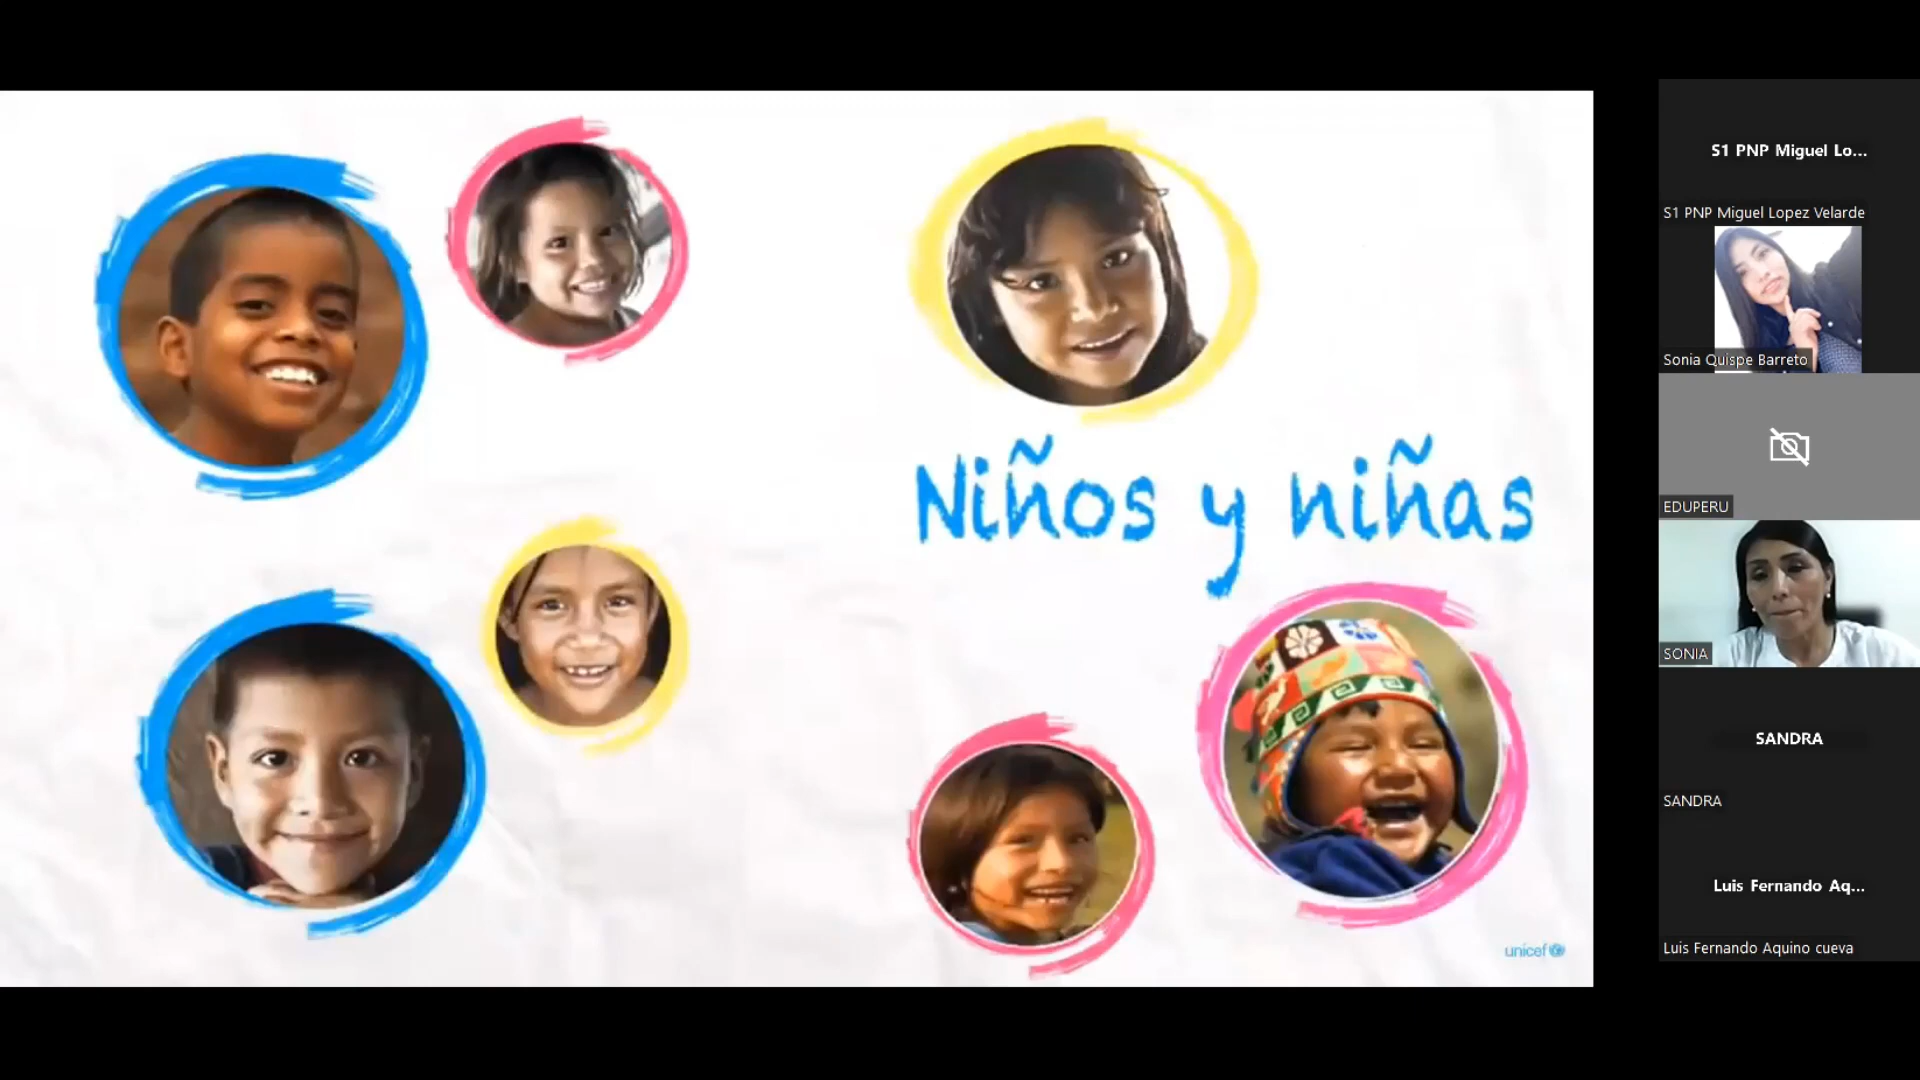 Niños y niñas
unicef
S1 PNP Miguel Lo...
S1 PNP Miguel Lopez Velarde
Sonia Quispe Barreto
EDUPERU
SONIA
SANDRA
SANDRA
Luis Fernando Aq...
Luis Fernando Aquino cueva